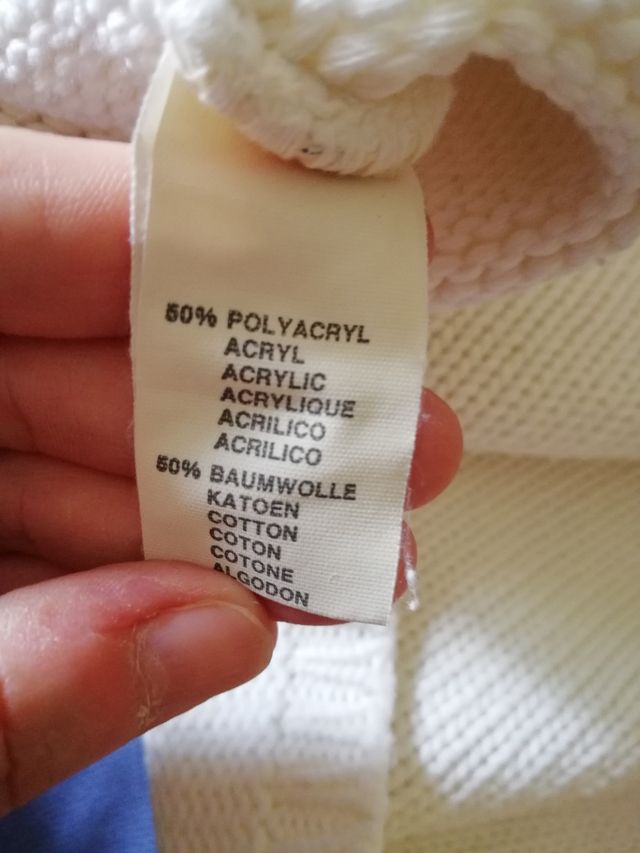 50% POLYACRYL
ACRYL
ACRYLIC
ACRYLIQUE
ACRILICO
ACRILICO
50% BAUMWOLLE
KATOEN
COTTON
COTON
COTONE
ALGODON